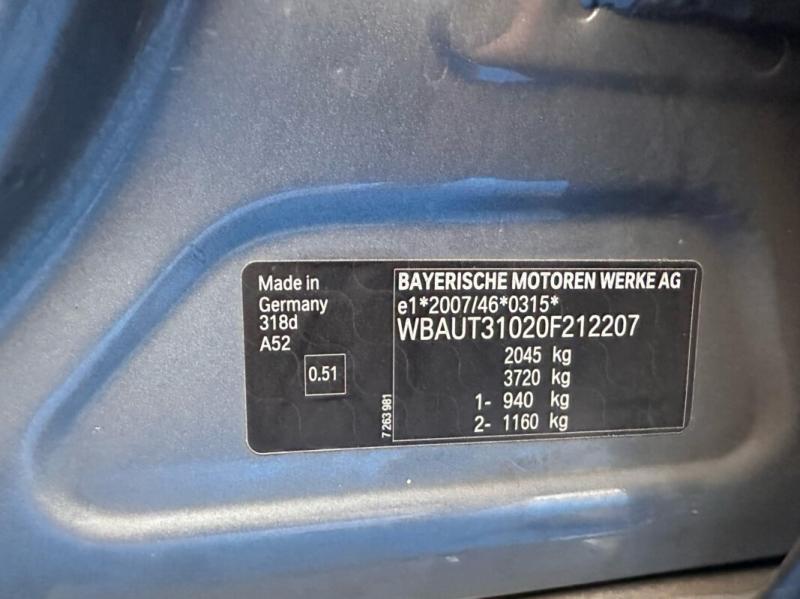 Made in
Germany
318d
A52
0.51
7 263 981
BAYERISCHE MOTOREN WERKE AG
e1*2007/46*0315*
WBAUT31020F212207
2045 kg
3720 kg
1- 940 kg
2- 1160 kg